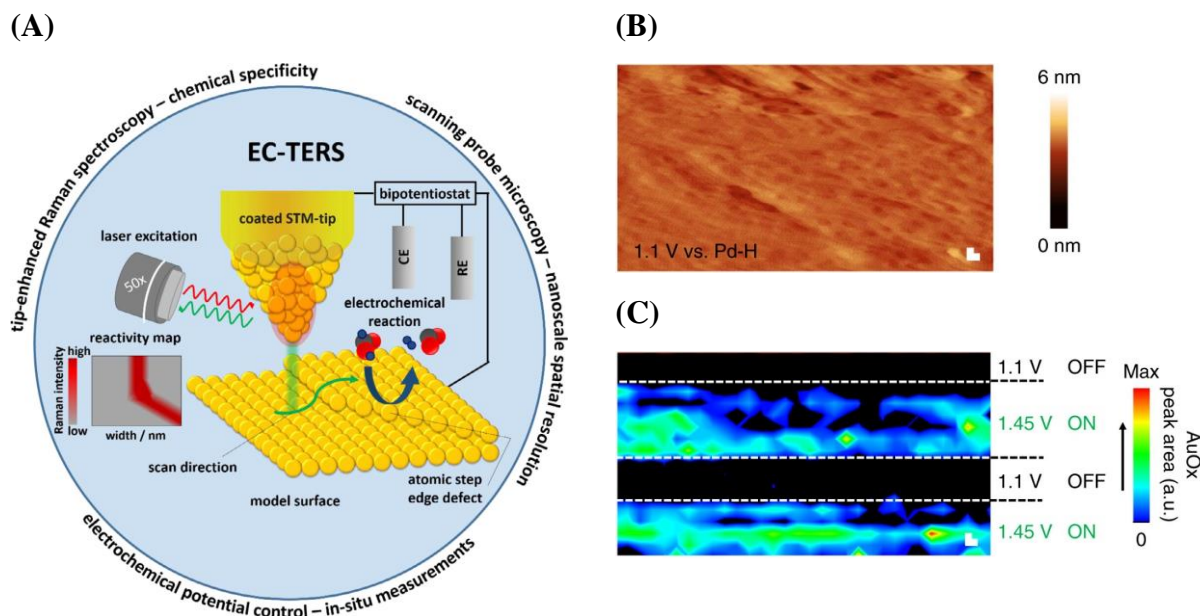 (A)
tip-enhanced Raman spectroscopy – chemical specificity
scanning probe microscopy – nanoscale spatial resolution
electrochemical potential control – in-situ measurements
EC-TERS
bipotentiostat
coated STM-tip
laser excitation
50x
CE
RE
electrochemical
reaction
reactivity map
Raman intensity
high
low
width / nm
scan direction
model surface
atomic step
edge defect
(B)
1.1 V vs. Pd-H
6 nm
0 nm
(C)
1.1 V OFF
1.45 V ON
1.1 V OFF
1.45 V ON
Max
0
AuOx
peak area (a.u.)